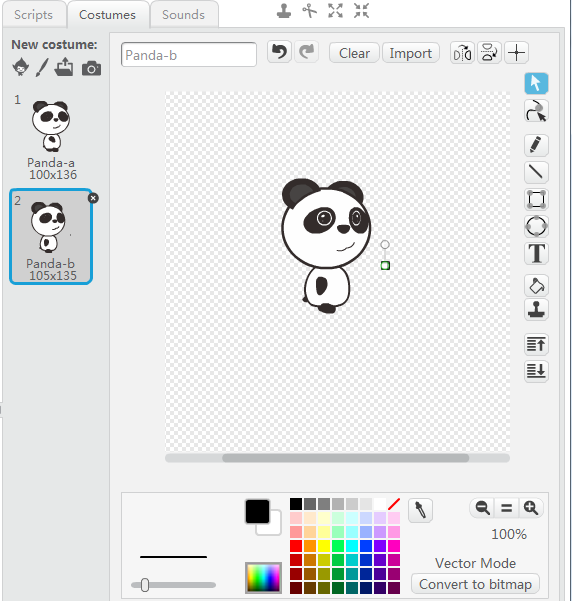 Scripts
Costumes
Sounds
New costume:
Panda-b
Clear
Import
1
Panda-a
100x136
2
Panda-b
105x135
T
100%
Vector Mode
Convert to bitmap